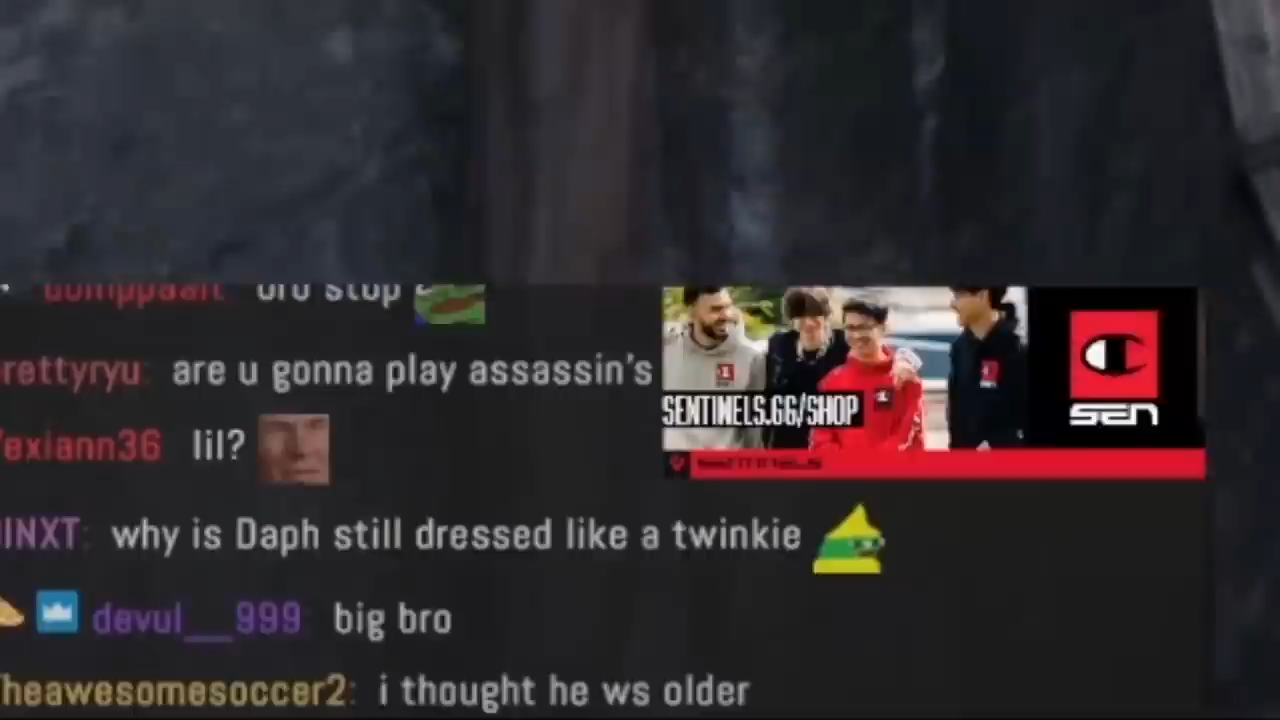 bro stop
rettyryu: are u gonna play assassin's
exiann36 lil?
SENTINELS.GG/SHOP
SEN
INXT: why is Daph still dressed like a twinkie
devul__999: big bro
heawesomesoccer2: i thought he ws older